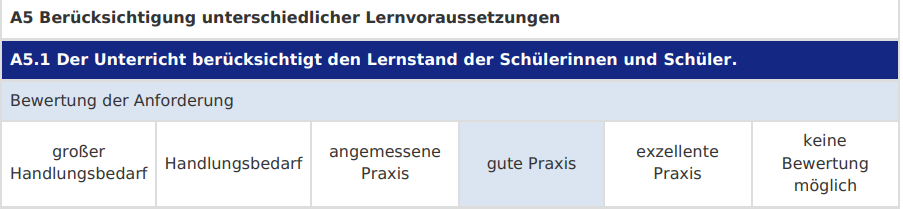 A5 Berücksichtigung unterschiedlicher Lernvoraussetzungen
A5.1 Der Unterricht berücksichtigt den Lernstand der Schülerinnen und Schüler.
Bewertung der Anforderung
großer
Handlungsbedarf
Handlungsbedarf
angemessene
Praxis
gute Praxis
exzellente
Praxis
keine
Bewertung
möglich